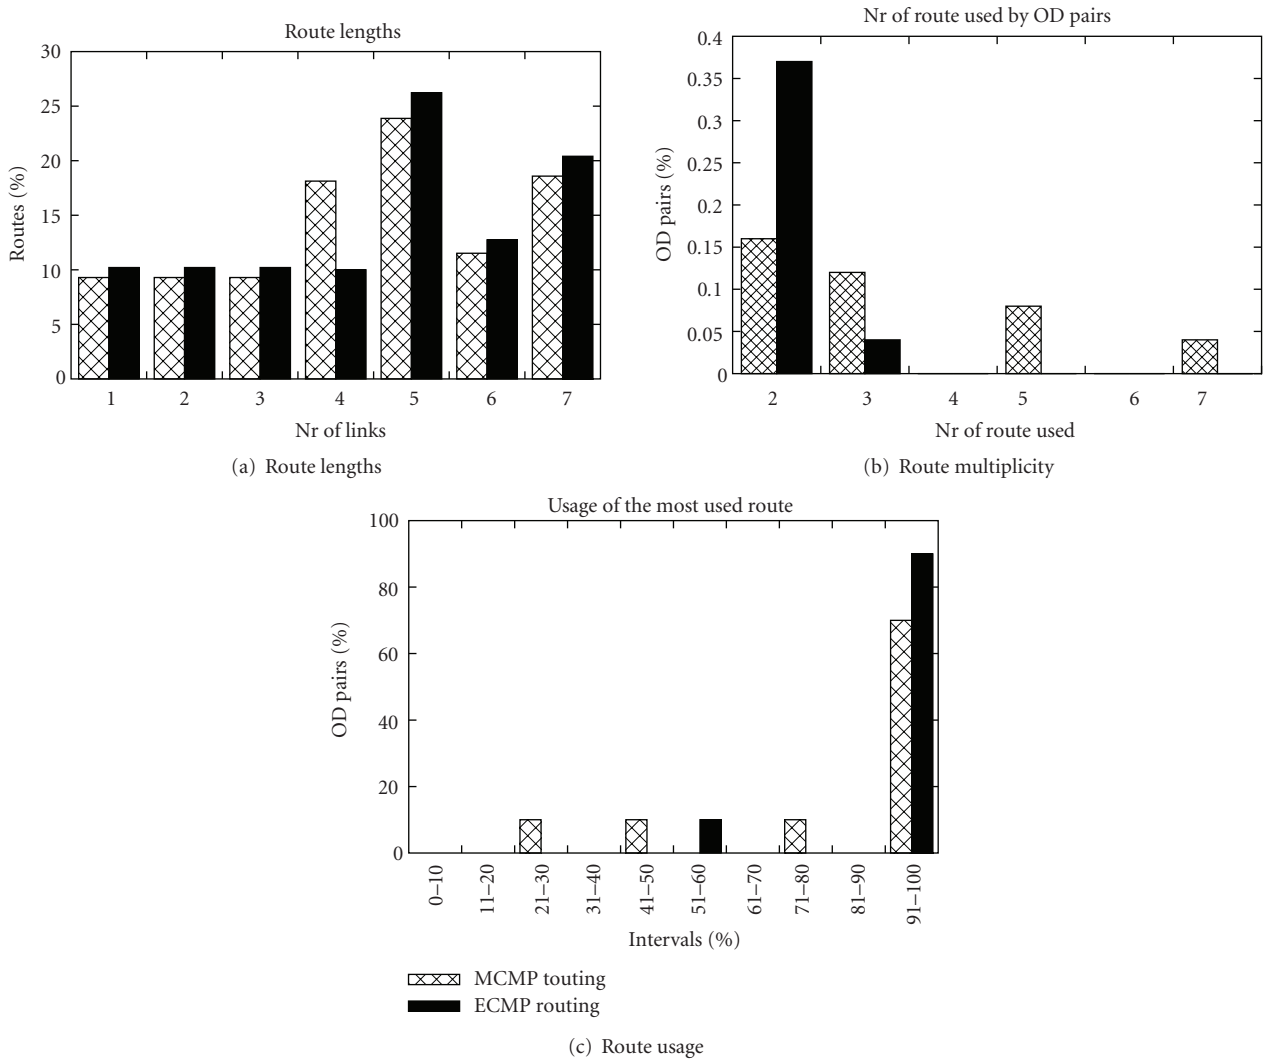 Route lengths
30
25
20
15
10
5
0
Routes (%)
1 2 3 4 5 6 7
Nr of links
(a) Route lengths
Nr of route used by OD pairs
0.4
0.35
0.3
0.25
0.2
0.15
0.1
0.05
0
OD pairs (%)
2 3 4 5 6 7
Nr of route used
(b) Route multiplicity
Usage of the most used route
100
80
60
40
20
0
OD pairs (%)
0–10
11–20
21–30
31–40
41–50
51–60
61–70
71–80
81–90
91–100
Intervals (%)
MCMP touting
ECMP routing
(c) Route usage